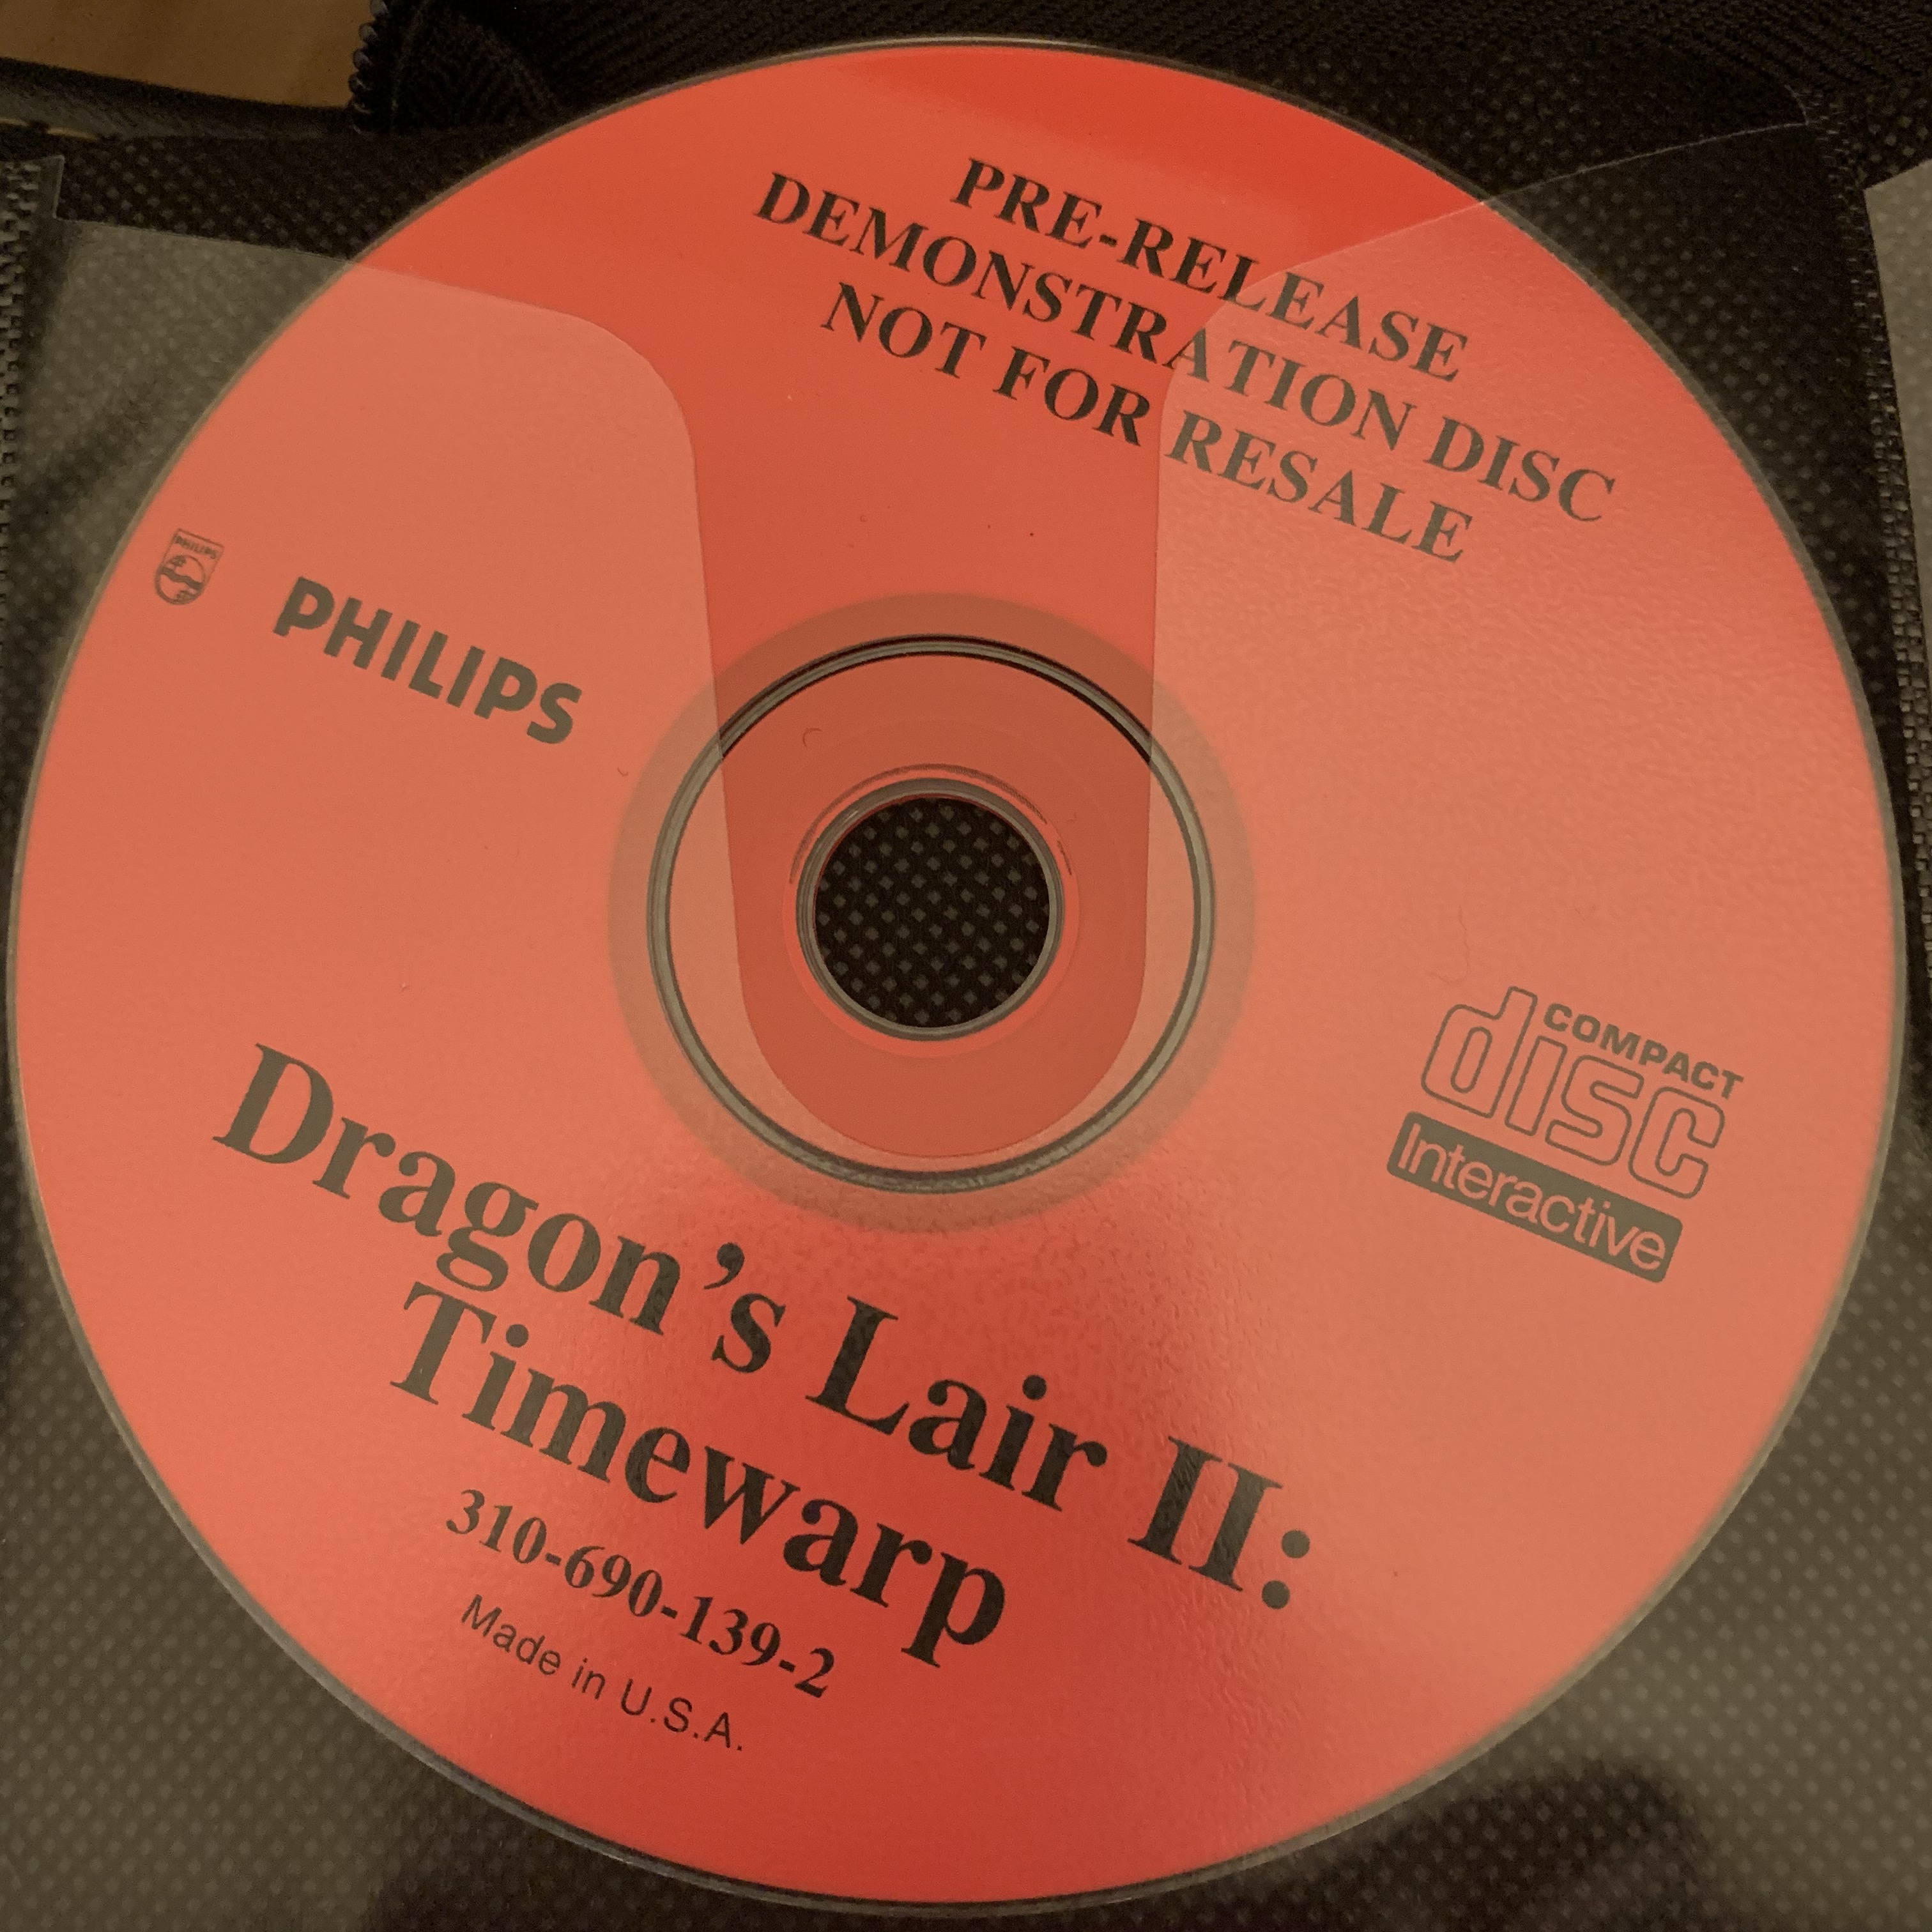 PRE-RELEASE
DEMONSTRATION DISC
NOT FOR RESALE
PHILIPS
PHILIPS
COMPACT
disc
Interactive
Dragon’s Lair II:
Timewarp
310-690-139-2
Made in U.S.A.